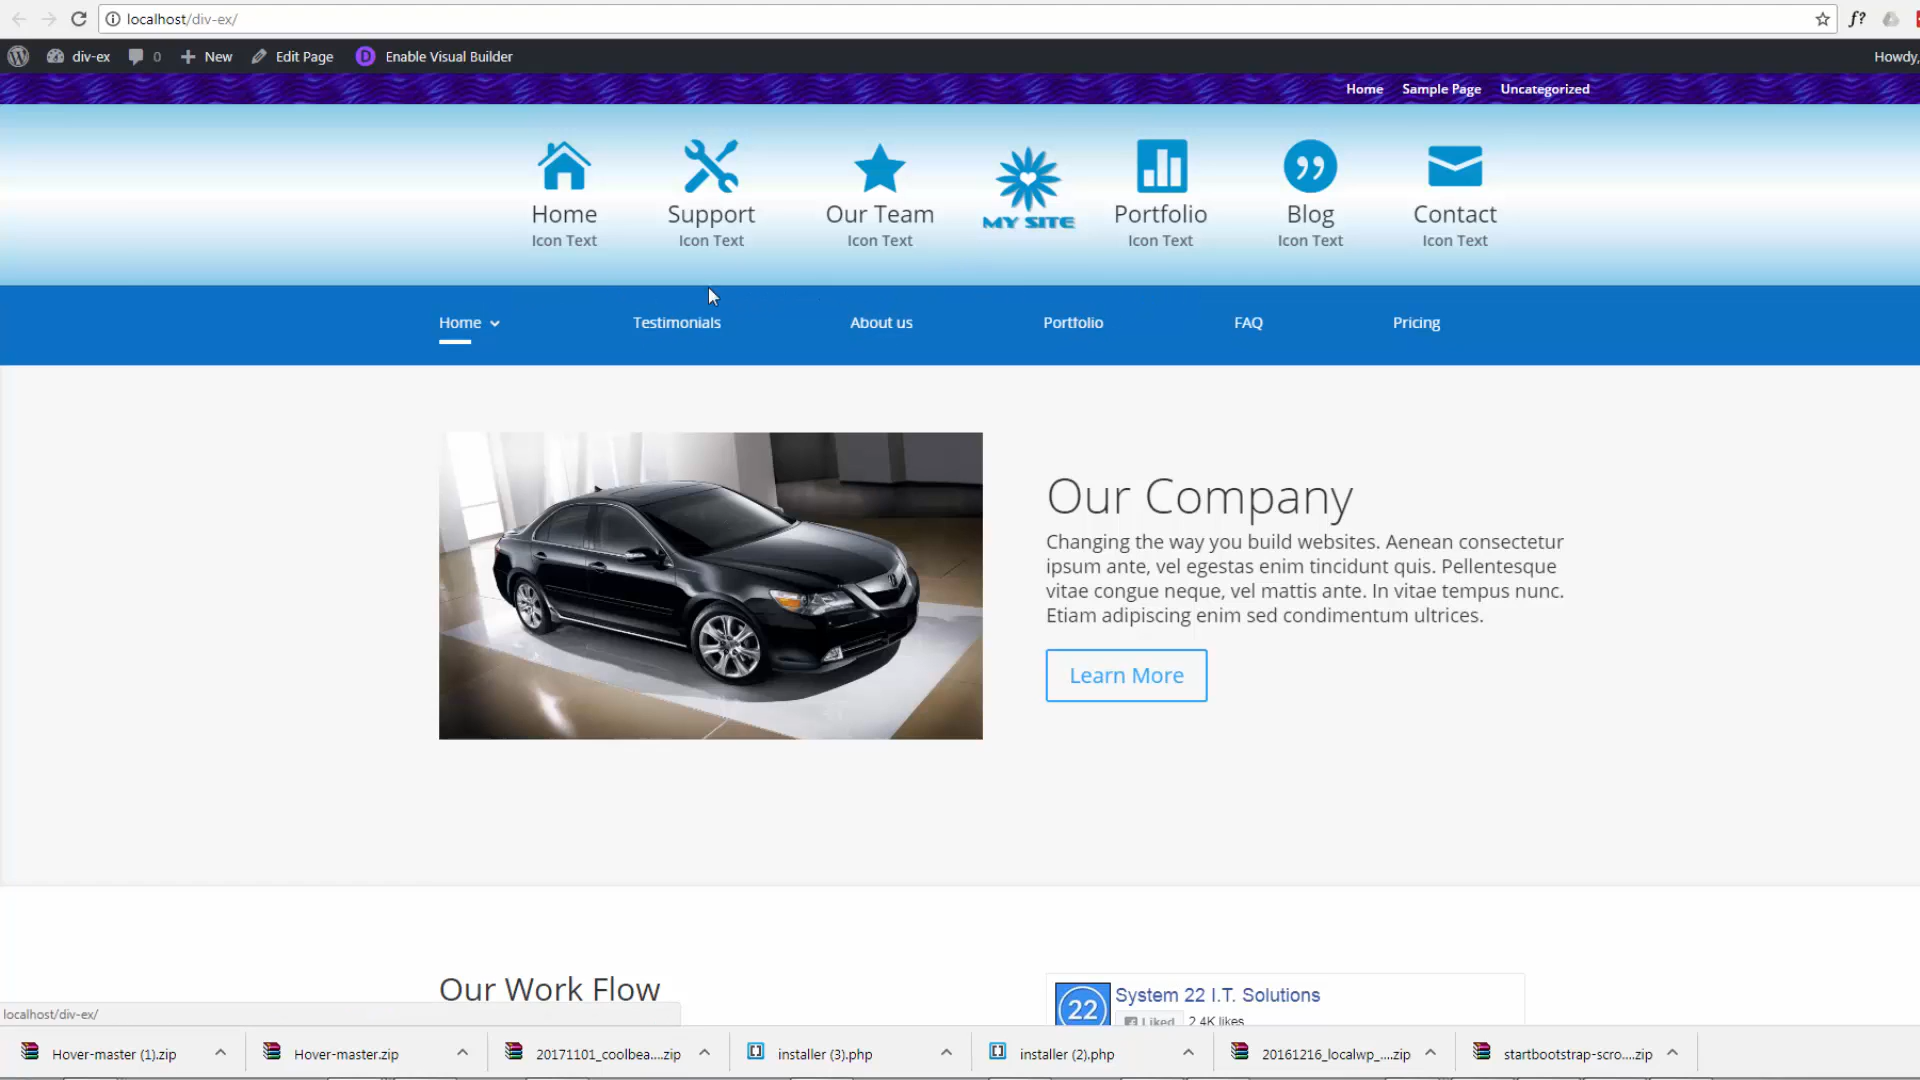 localhost/div-ex/
f?
div-ex 0 New Edit Page D Enable Visual Builder Howdy,
Home Sample Page Uncategorized
Home Support Our Team MY SITE Portfolio Blog Contact
Icon Text Icon Text Icon Text Icon Text Icon Text Icon Text
Home Testimonials About us Portfolio FAQ Pricing
Our Company
Changing the way you build websites. Aenean consectetur
ipsum ante, vel egestas enim tincidunt quis. Pellentesque
vitae congue neque, vel mattis ante. In vitae tempus nunc.
Etiam adipiscing enim sed condimentum ultrices.
Learn More
Our Work Flow
22 System 22 I.T. Solutions
Liked 2.4K likes
localhost/div-ex/
Hover-master (1).zip Hover-master.zip 20171101_coolbea....zip installer (3).php installer (2).php 20161216_localwp_....zip startbootstrap-scro....zip